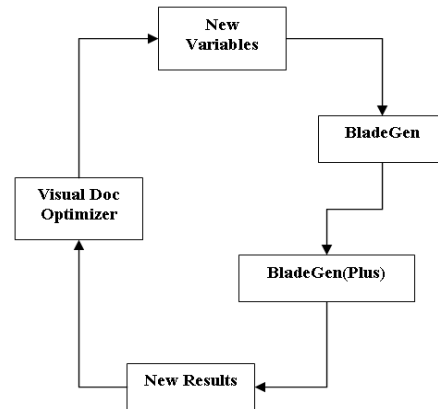 New
Variables
BladeGen
Visual Doc
Optimizer
BladeGen(Plus)
New Results